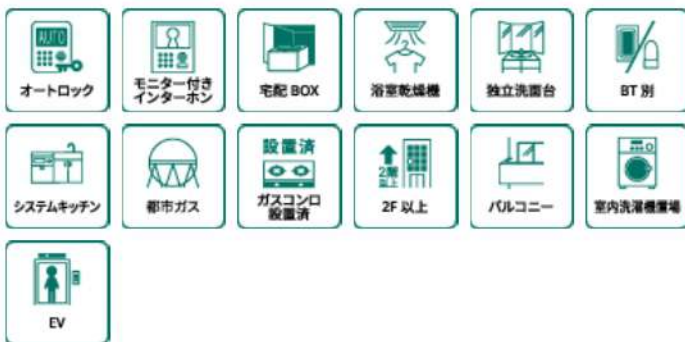 AUTO
オートロック
モニター付き
インターホン
宅配 BOX
浴室乾燥機
独立洗面台
BT 別
システムキッチン
都市ガス
設置済
ガスコンロ
設置済
2階
以上
2F 以上
バルコニー
室内洗濯機置場
EV